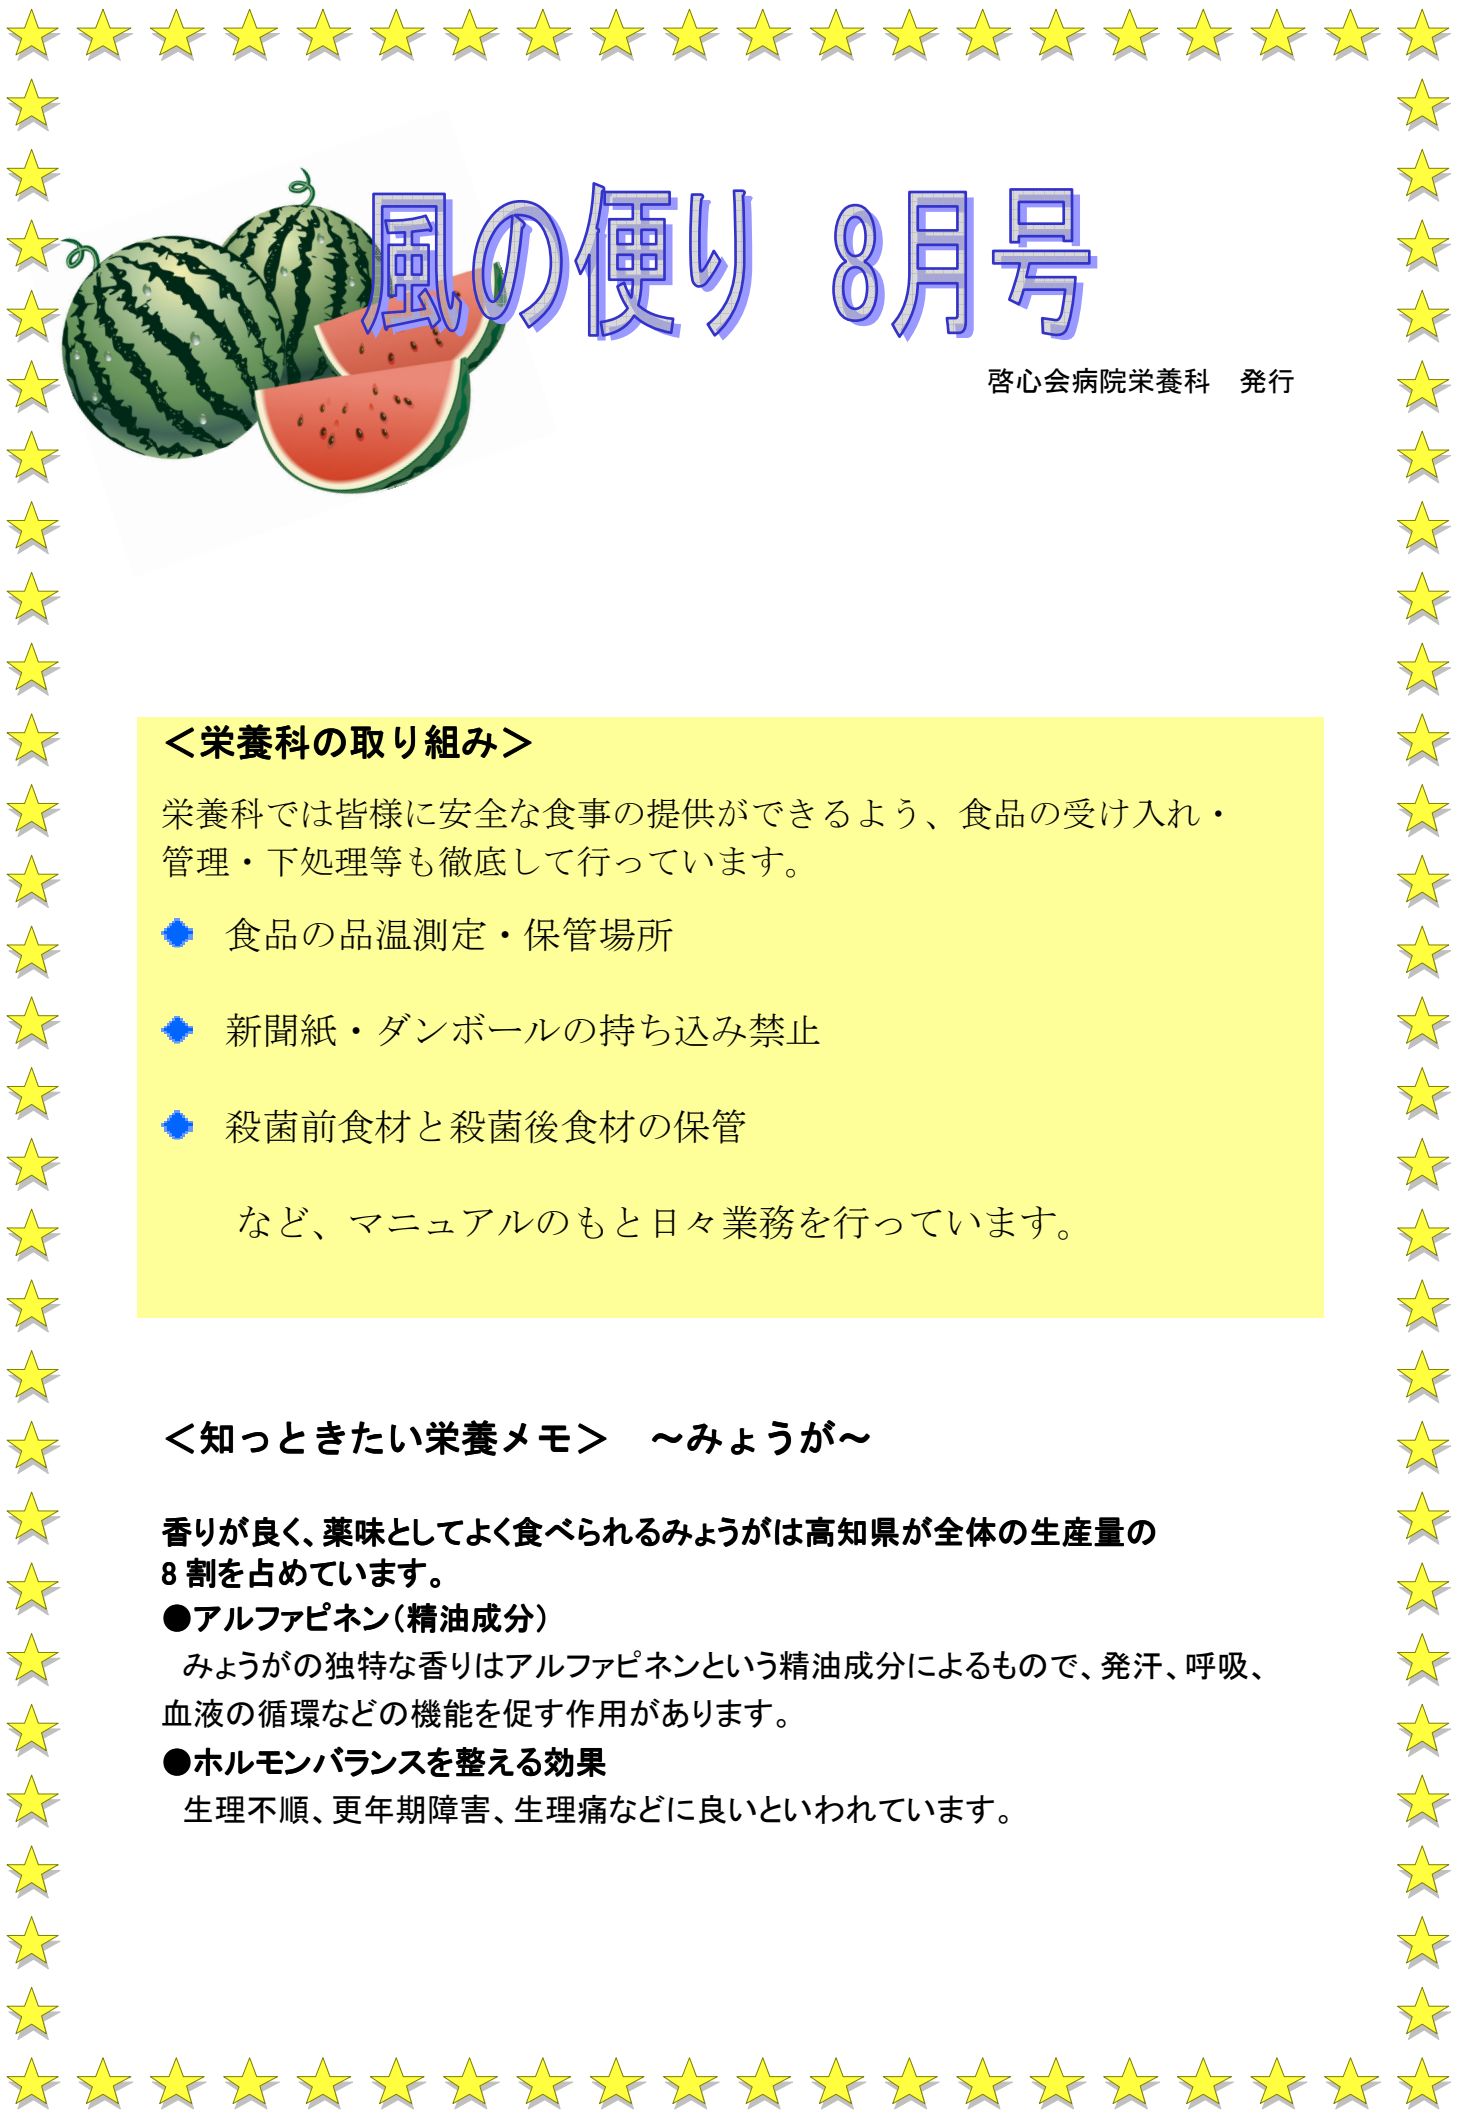 風の便り　8月号
啓心会病院栄養科　発行
＜栄養科の取り組み＞
栄養科では皆様に安全な食事の提供ができるよう、食品の受け入れ・
管理・下処理等も徹底して行っています。
◆ 食品の品温測定・保管場所
◆ 新聞紙・ダンボールの持ち込み禁止
◆ 殺菌前食材と殺菌後食材の保管
など、マニュアルのもと日々業務を行っています。
＜知っときたい栄養メモ＞　～みょうが～
香りが良く、薬味としてよく食べられるみょうがは高知県が全体の生産量の
8 割を占めています。
●アルファピネン（精油成分）
みょうがの独特な香りはアルファピネンという精油成分によるもので、発汗、呼吸、
血液の循環などの機能を促す作用があります。
●ホルモンバランスを整える効果
生理不順、更年期障害、生理痛などに良いといわれています。